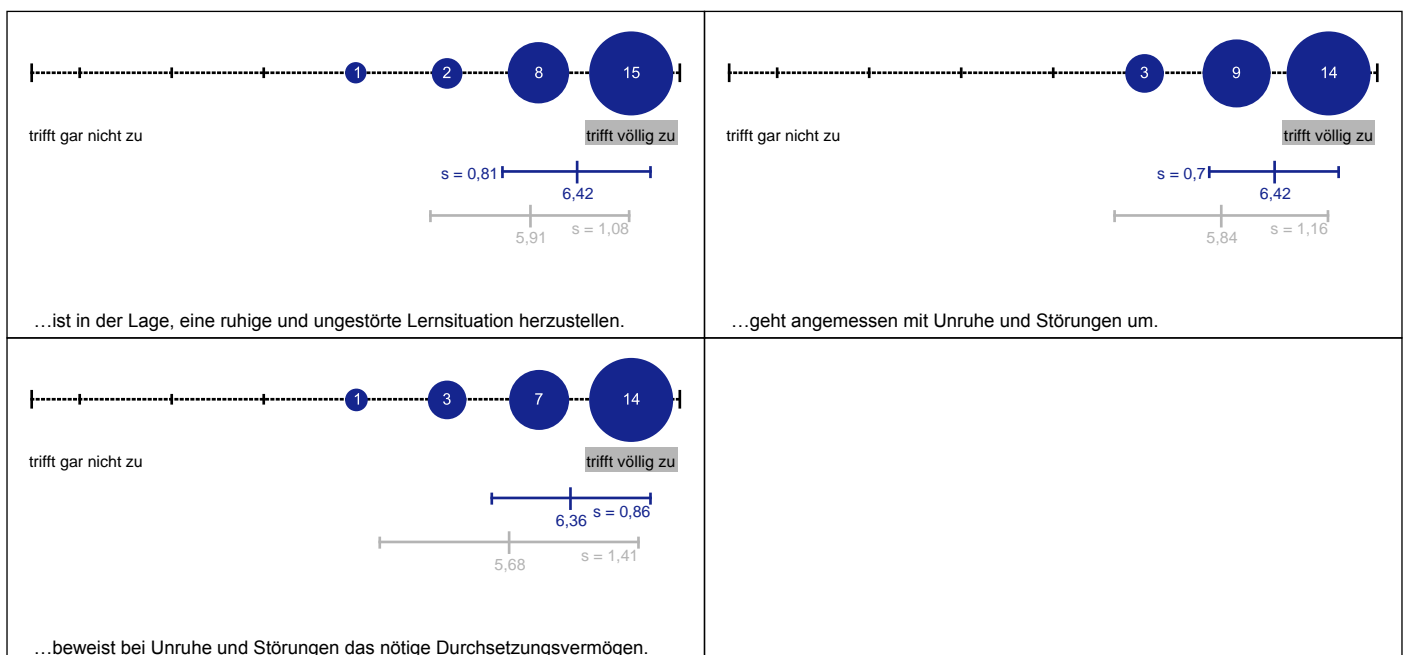 1 2 8 15
trifft gar nicht zu trifft völlig zu
s = 0,81
6,42
5,91 s = 1,08
…ist in der Lage, eine ruhige und ungestörte Lernsituation herzustellen.
3 9 14
trifft gar nicht zu trifft völlig zu
s = 0,7
6,42
5,84 s = 1,16
…geht angemessen mit Unruhe und Störungen um.
1 3 7 14
trifft gar nicht zu trifft völlig zu
6,36 s = 0,86
5,68 s = 1,41
…beweist bei Unruhe und Störungen das nötige Durchsetzungsvermögen.